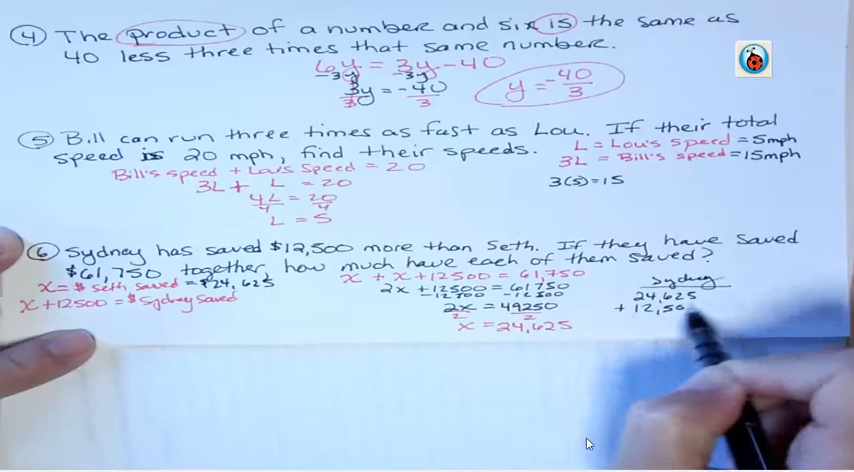 ④ The product of a number and six is the same as
40 less three times that same number.
6y = 3y - 40
-3y -3y
3y = -40
3 3
y = -40/3
⑤ Bill can run three times as fast as Lou. If their total
speed is 20 mph, find their speeds.
L = Lou's speed = 5mph
3L = Bill's speed = 15mph
3(5) = 15
Bill's speed + Lou's speed = 20
3L + L = 20
4L = 20
4 4
L = 5
⑥ Sydney has saved $12,500 more than Seth. If they have saved
$61,750 together, how much have each of them saved?
x = $ Seth saved = $24,625
x + 12500 = $ Sydney saved
x + x + 12500 = 61,750
2x + 12500 = 61750
-12500 -12500
2x = 49250
2 2
x = 24,625
Sydney
24,625
+ 12,50